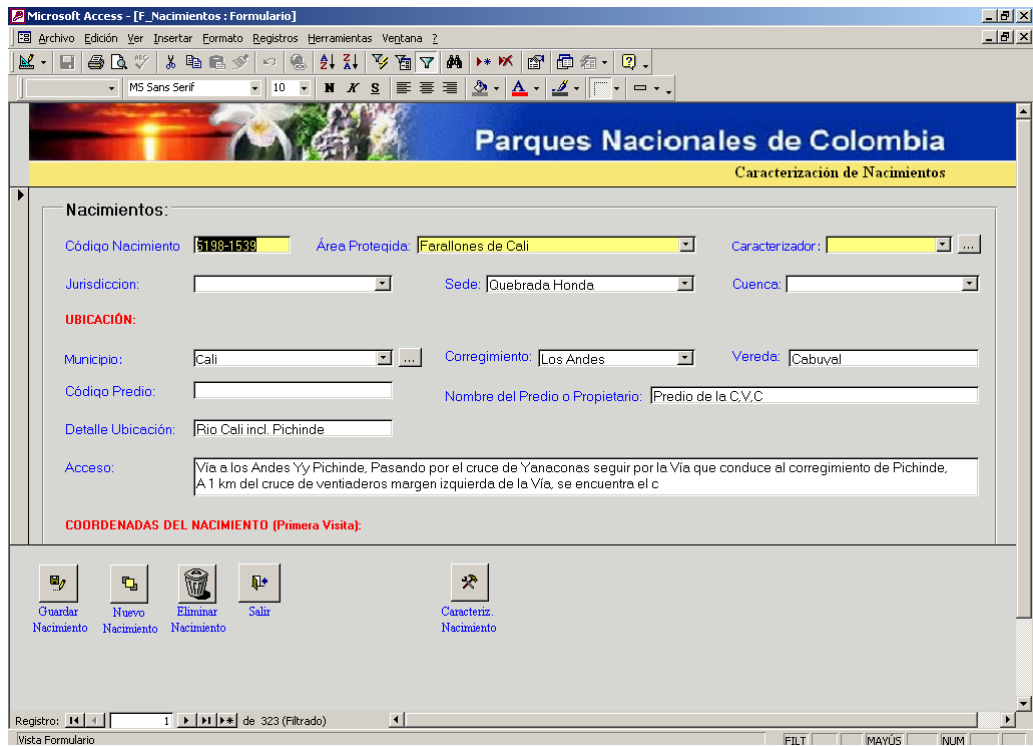 Microsoft Access - [F_Nacimientos : Formulario]
Archivo Edición Ver Insertar Formato Registros Herramientas Ventana ?
MS Sans Serif 10 N K S
Parques Nacionales de Colombia
Caracterización de Nacimientos
Nacimientos:
Código Nacimiento 5198-1539 Área Protegida: Farallones de Cali Caracterizador: ...
Jurisdiccion: Sede: Quebrada Honda Cuenca:
UBICACIÓN:
Municipio: Cali ... Corregimiento: Los Andes Vereda: Cabuyal
Código Predio: Nombre del Predio o Propietario: Predio de la C,V,C
Detalle Ubicación: Rio Cali incl. Pichinde
Acceso: Vía a los Andes Yy Pichinde, Pasando por el cruce de Yanaconas seguir por la Vía que conduce al corregimiento de Pichinde,
A 1 km del cruce de ventiaderos margen izquierda de la Vía, se encuentra el c
COORDENADAS DEL NACIMIENTO (Primera Visita):
Guardar Nacimiento
Nuevo Nacimiento
Eliminar Nacimiento
Salir
Caracteriz. Nacimiento
Registro: 1 de 323 (Filtrado)
Vista Formulario FILT MAYÚS NUM